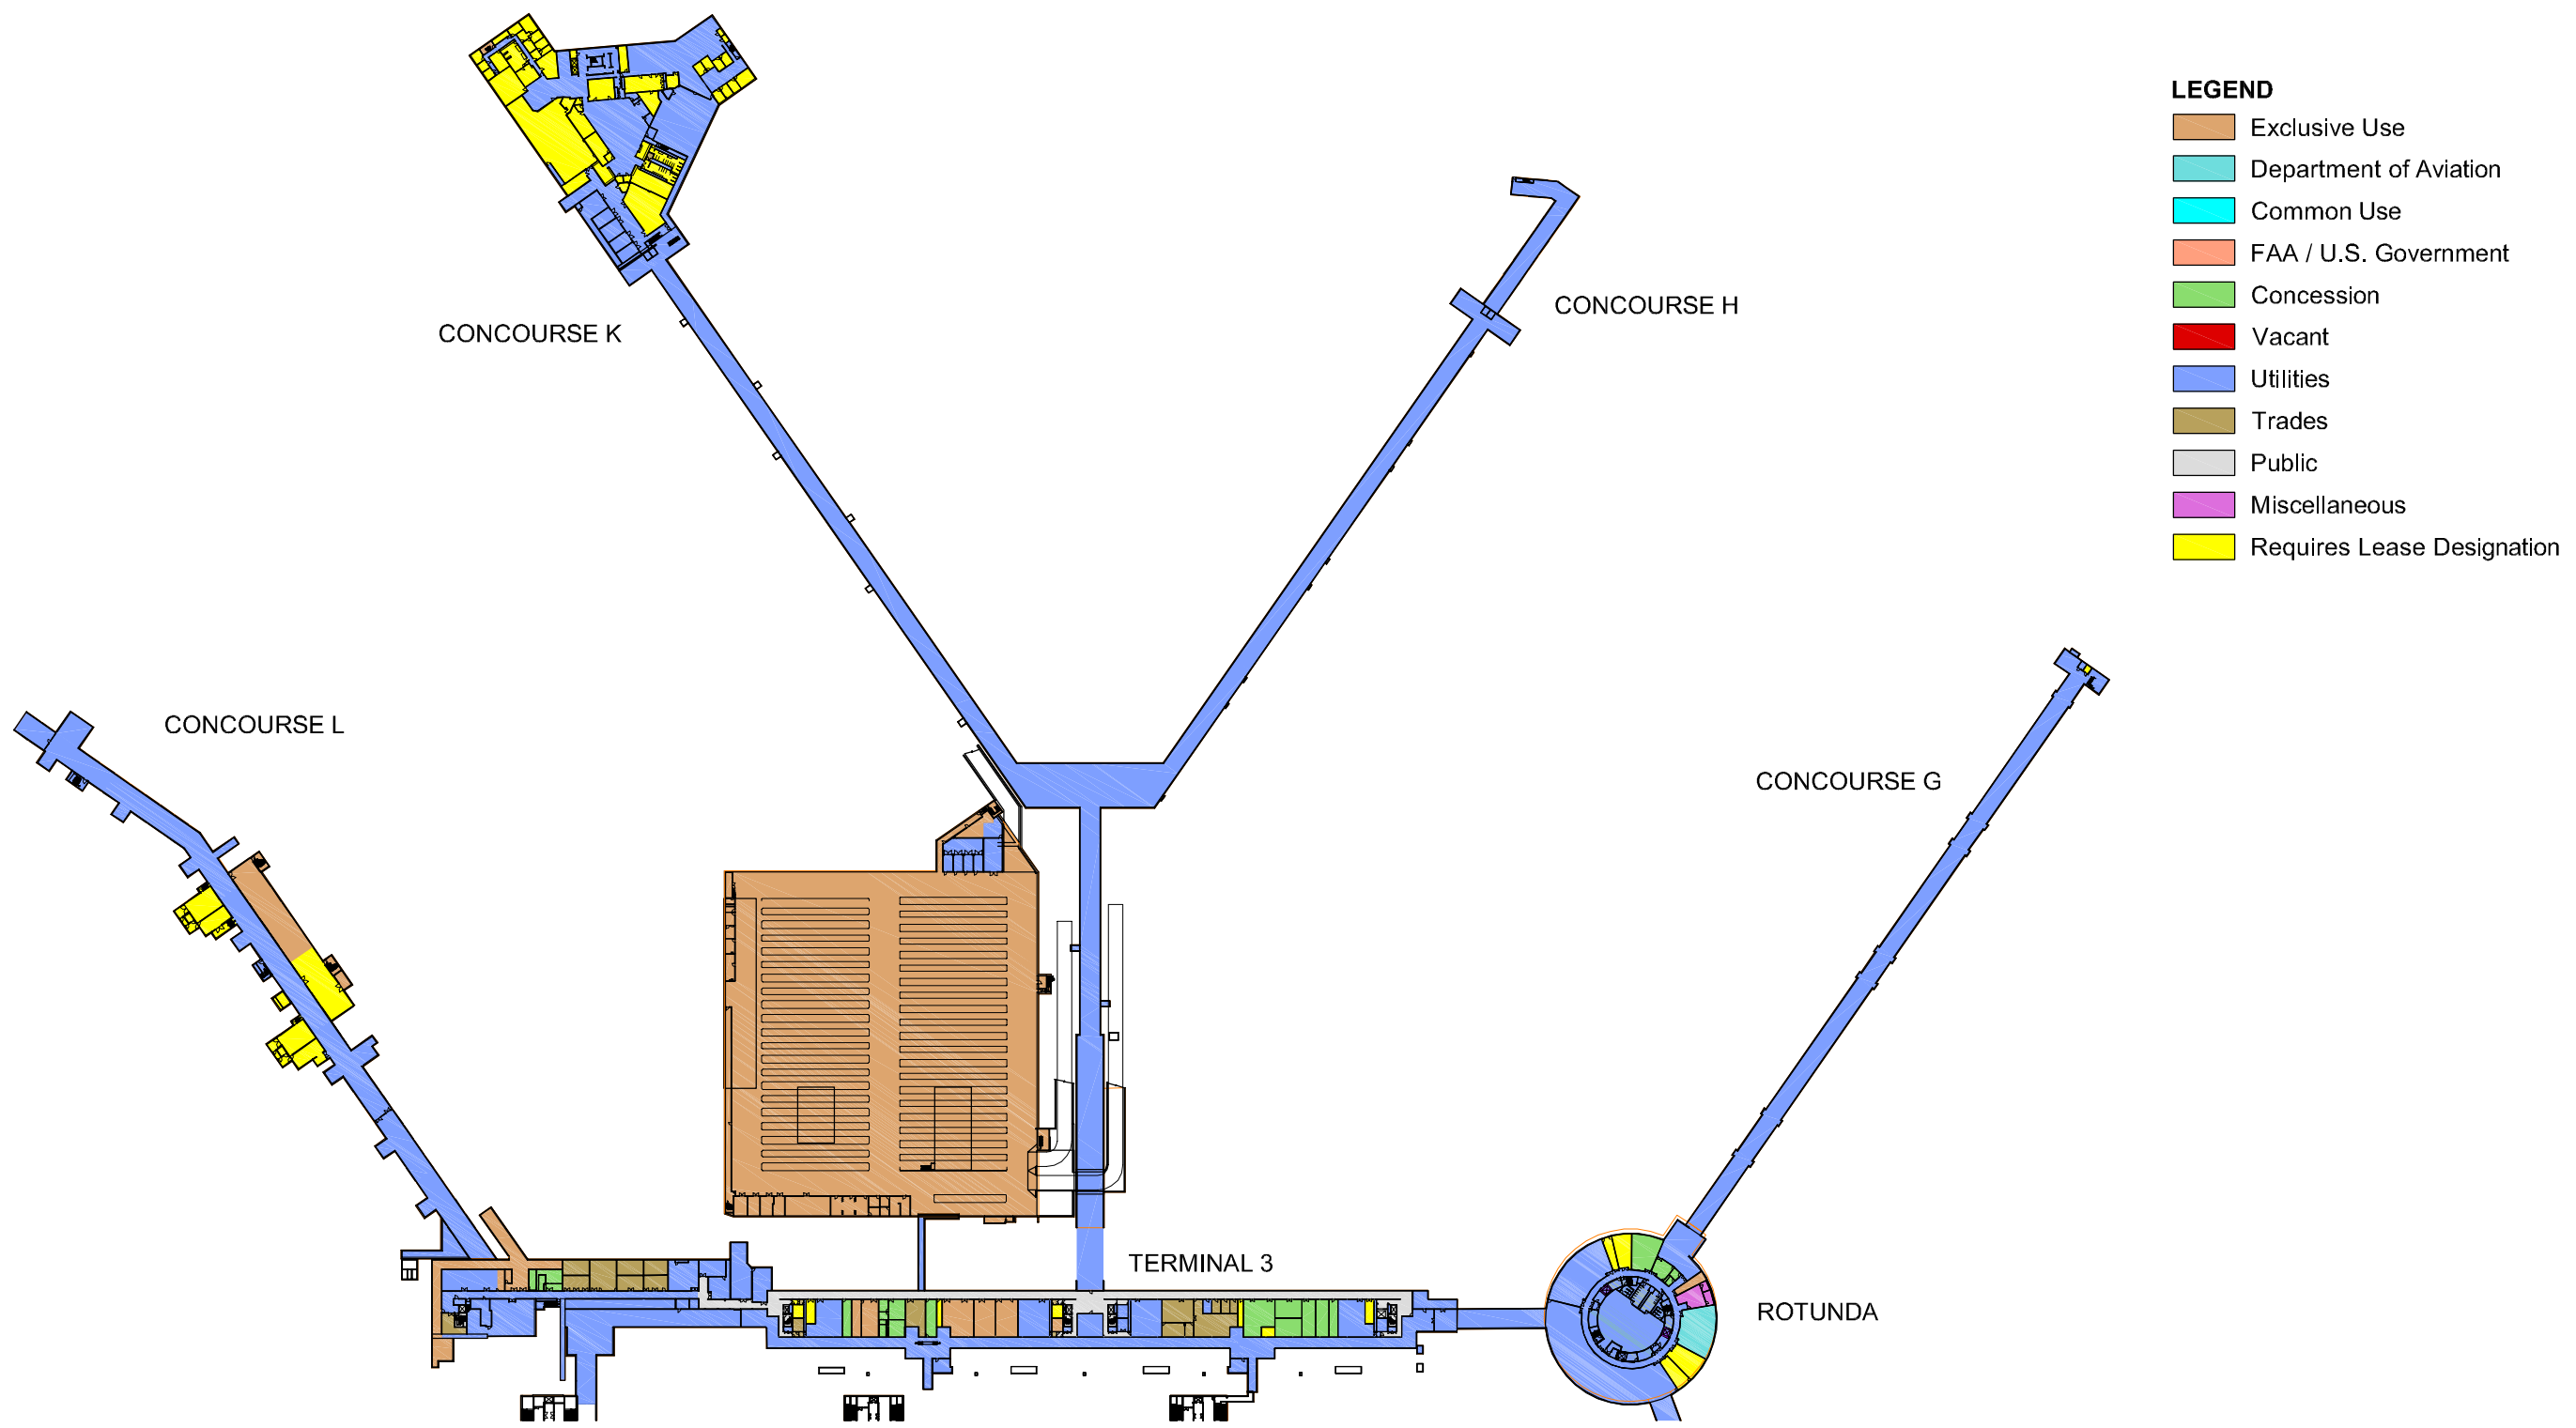 LEGEND
Exclusive Use
Department of Aviation
Common Use
FAA / U.S. Government
Concession
Vacant
Utilities
Trades
Public
Miscellaneous
Requires Lease Designation
CONCOURSE H
CONCOURSE K
CONCOURSE L
CONCOURSE G
TERMINAL 3
ROTUNDA